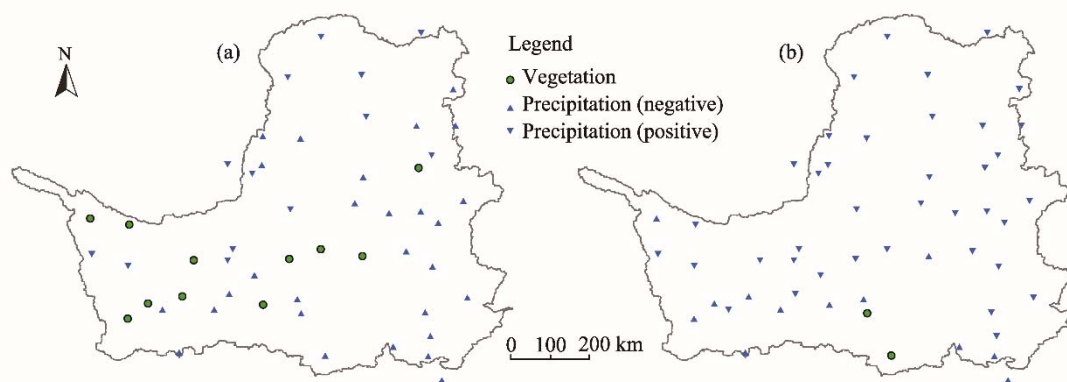 N
(a)
Legend
Vegetation
Precipitation (negative)
Precipitation (positive)
(b)
0 100 200 km